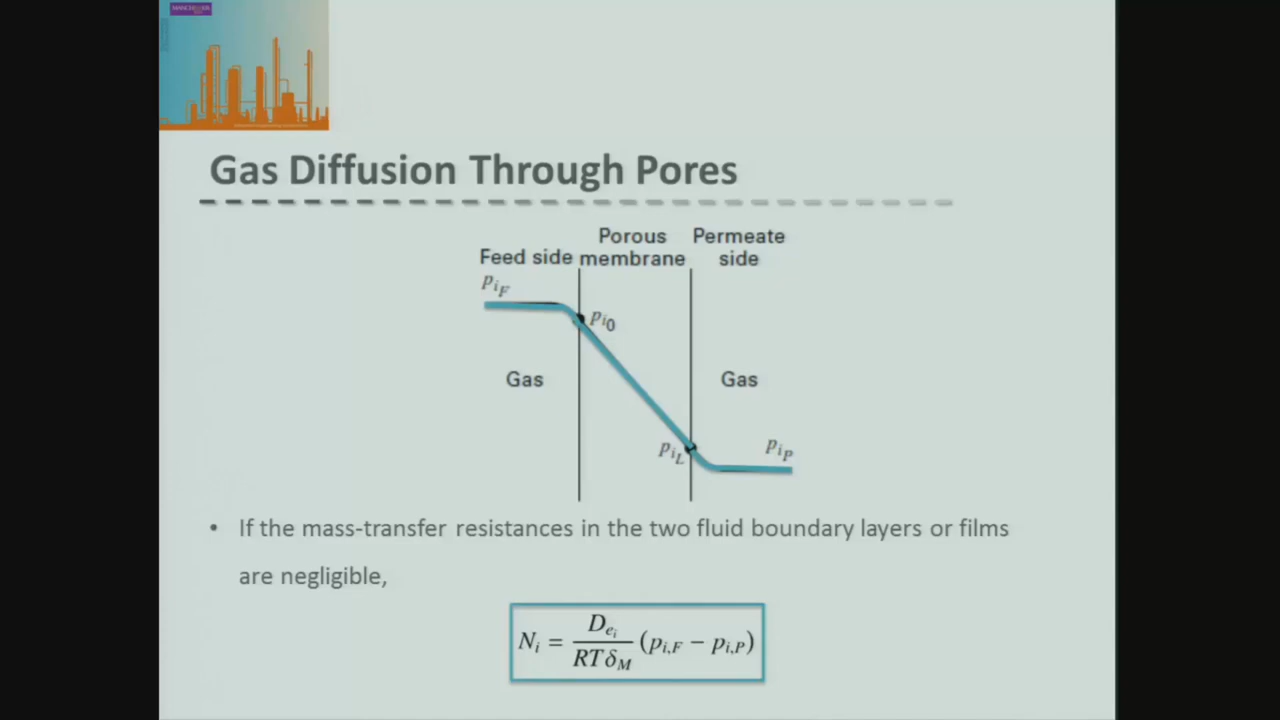 MANCHESTER
Gas Diffusion Through Pores
Porous Permeate
Feed side membrane side
p_{i_F}
p_{i_0}
Gas Gas
p_{i_L} p_{i_P}
• If the mass-transfer resistances in the two fluid boundary layers or films
are negligible,
N_i = \frac{D_{e_i}}{RT\delta_M} (p_{i,F} − p_{i,P})